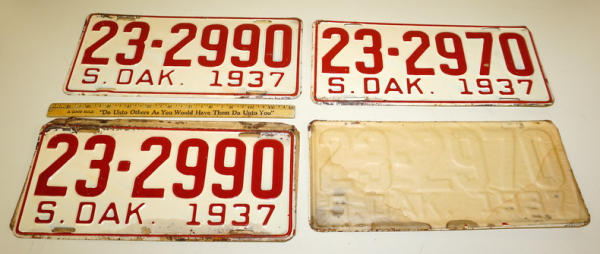 23-2990
S. DAK. 1937
23-2970
S. DAK. 1937
"Do Unto Others As You Would Have Them Do Unto You"
23-2990
S. DAK. 1937